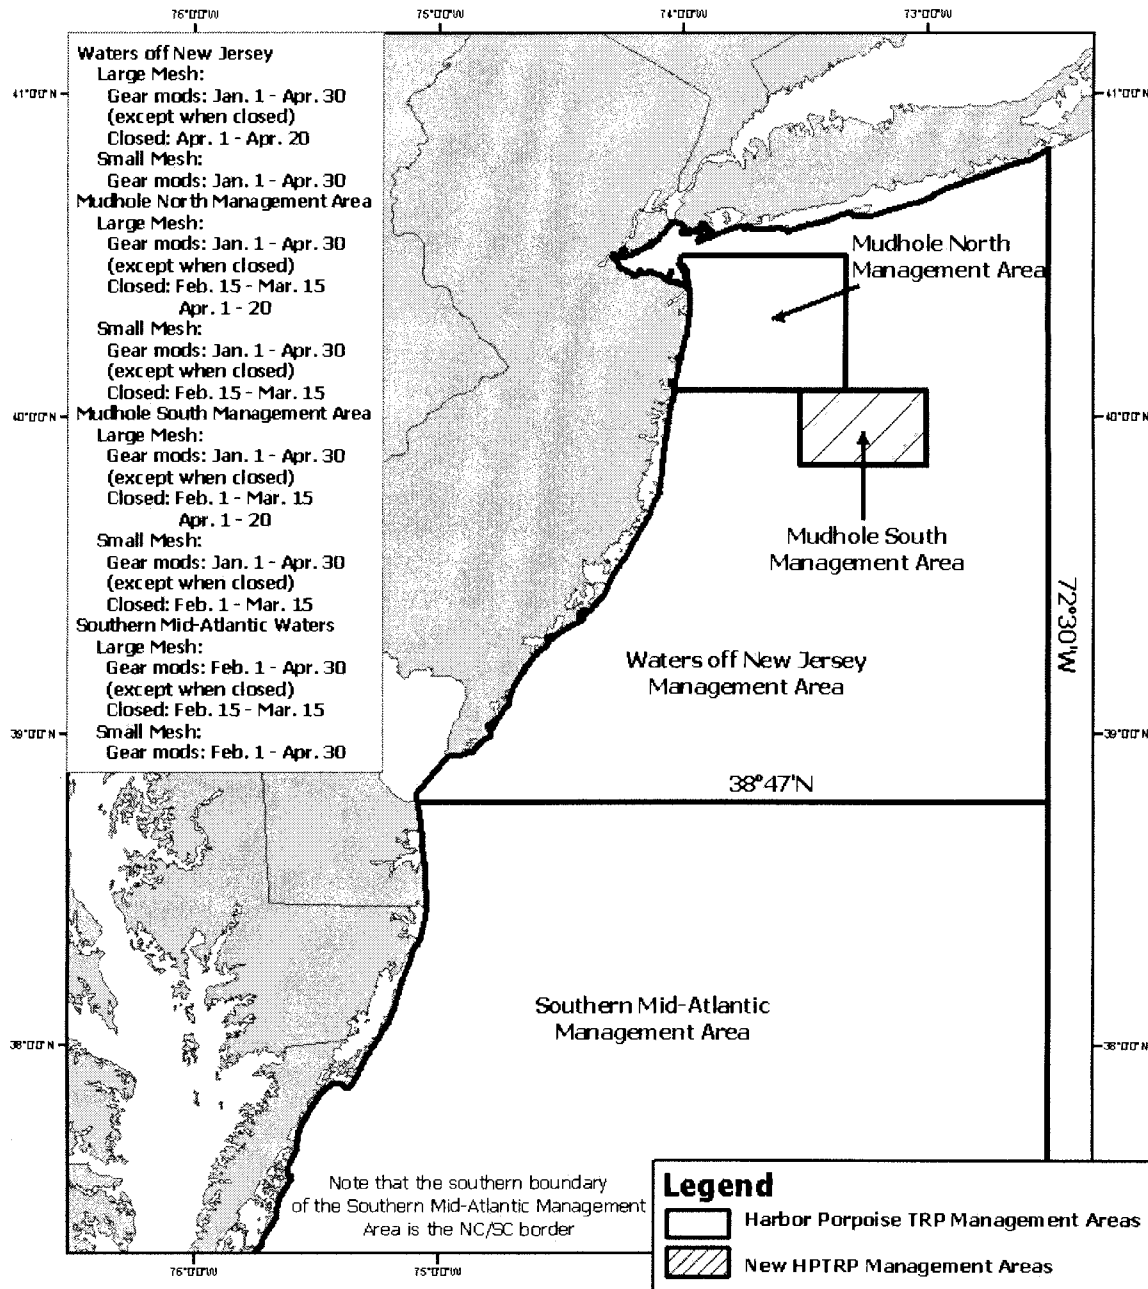 76°00'W 75°00'W 74°00'W 73°00'W
Waters off New Jersey
Large Mesh:
Gear mods: Jan. 1 - Apr. 30
(except when closed)
Closed: Apr. 1 - Apr. 20
Small Mesh:
Gear mods: Jan. 1 - Apr. 30
Mudhole North Management Area
Large Mesh:
Gear mods: Jan. 1 - Apr. 30
(except when closed)
Closed: Feb. 15 - Mar. 15
Apr. 1 - 20
Small Mesh:
Gear mods: Jan. 1 - Apr. 30
(except when closed)
Closed: Feb. 15 - Mar. 15
Mudhole South Management Area
Large Mesh:
Gear mods: Jan. 1 - Apr. 30
(except when closed)
Closed: Feb. 1 - Mar. 15
Apr. 1 - 20
Small Mesh:
Gear mods: Jan. 1 - Apr. 30
(except when closed)
Closed: Feb. 1 - Mar. 15
Southern Mid-Atlantic Waters
Large Mesh:
Gear mods: Feb. 1 - Apr. 30
(except when closed)
Closed: Feb. 15 - Mar. 15
Small Mesh:
Gear mods: Feb. 1 - Apr. 30
41°00'N
40°00'N
39°00'N
38°00'N
41°00'N
40°00'N
39°00'N
38°00'N
Mudhole North
Management Area
Mudhole South
Management Area
72°30'W
Waters off New Jersey
Management Area
38°47'N
Southern Mid-Atlantic
Management Area
Note that the southern boundary
of the Southern Mid-Atlantic Management
Area is the NC/SC border
Legend
Harbor Porpoise TRP Management Areas
New HPTRP Management Areas
76°00'W 75°00'W